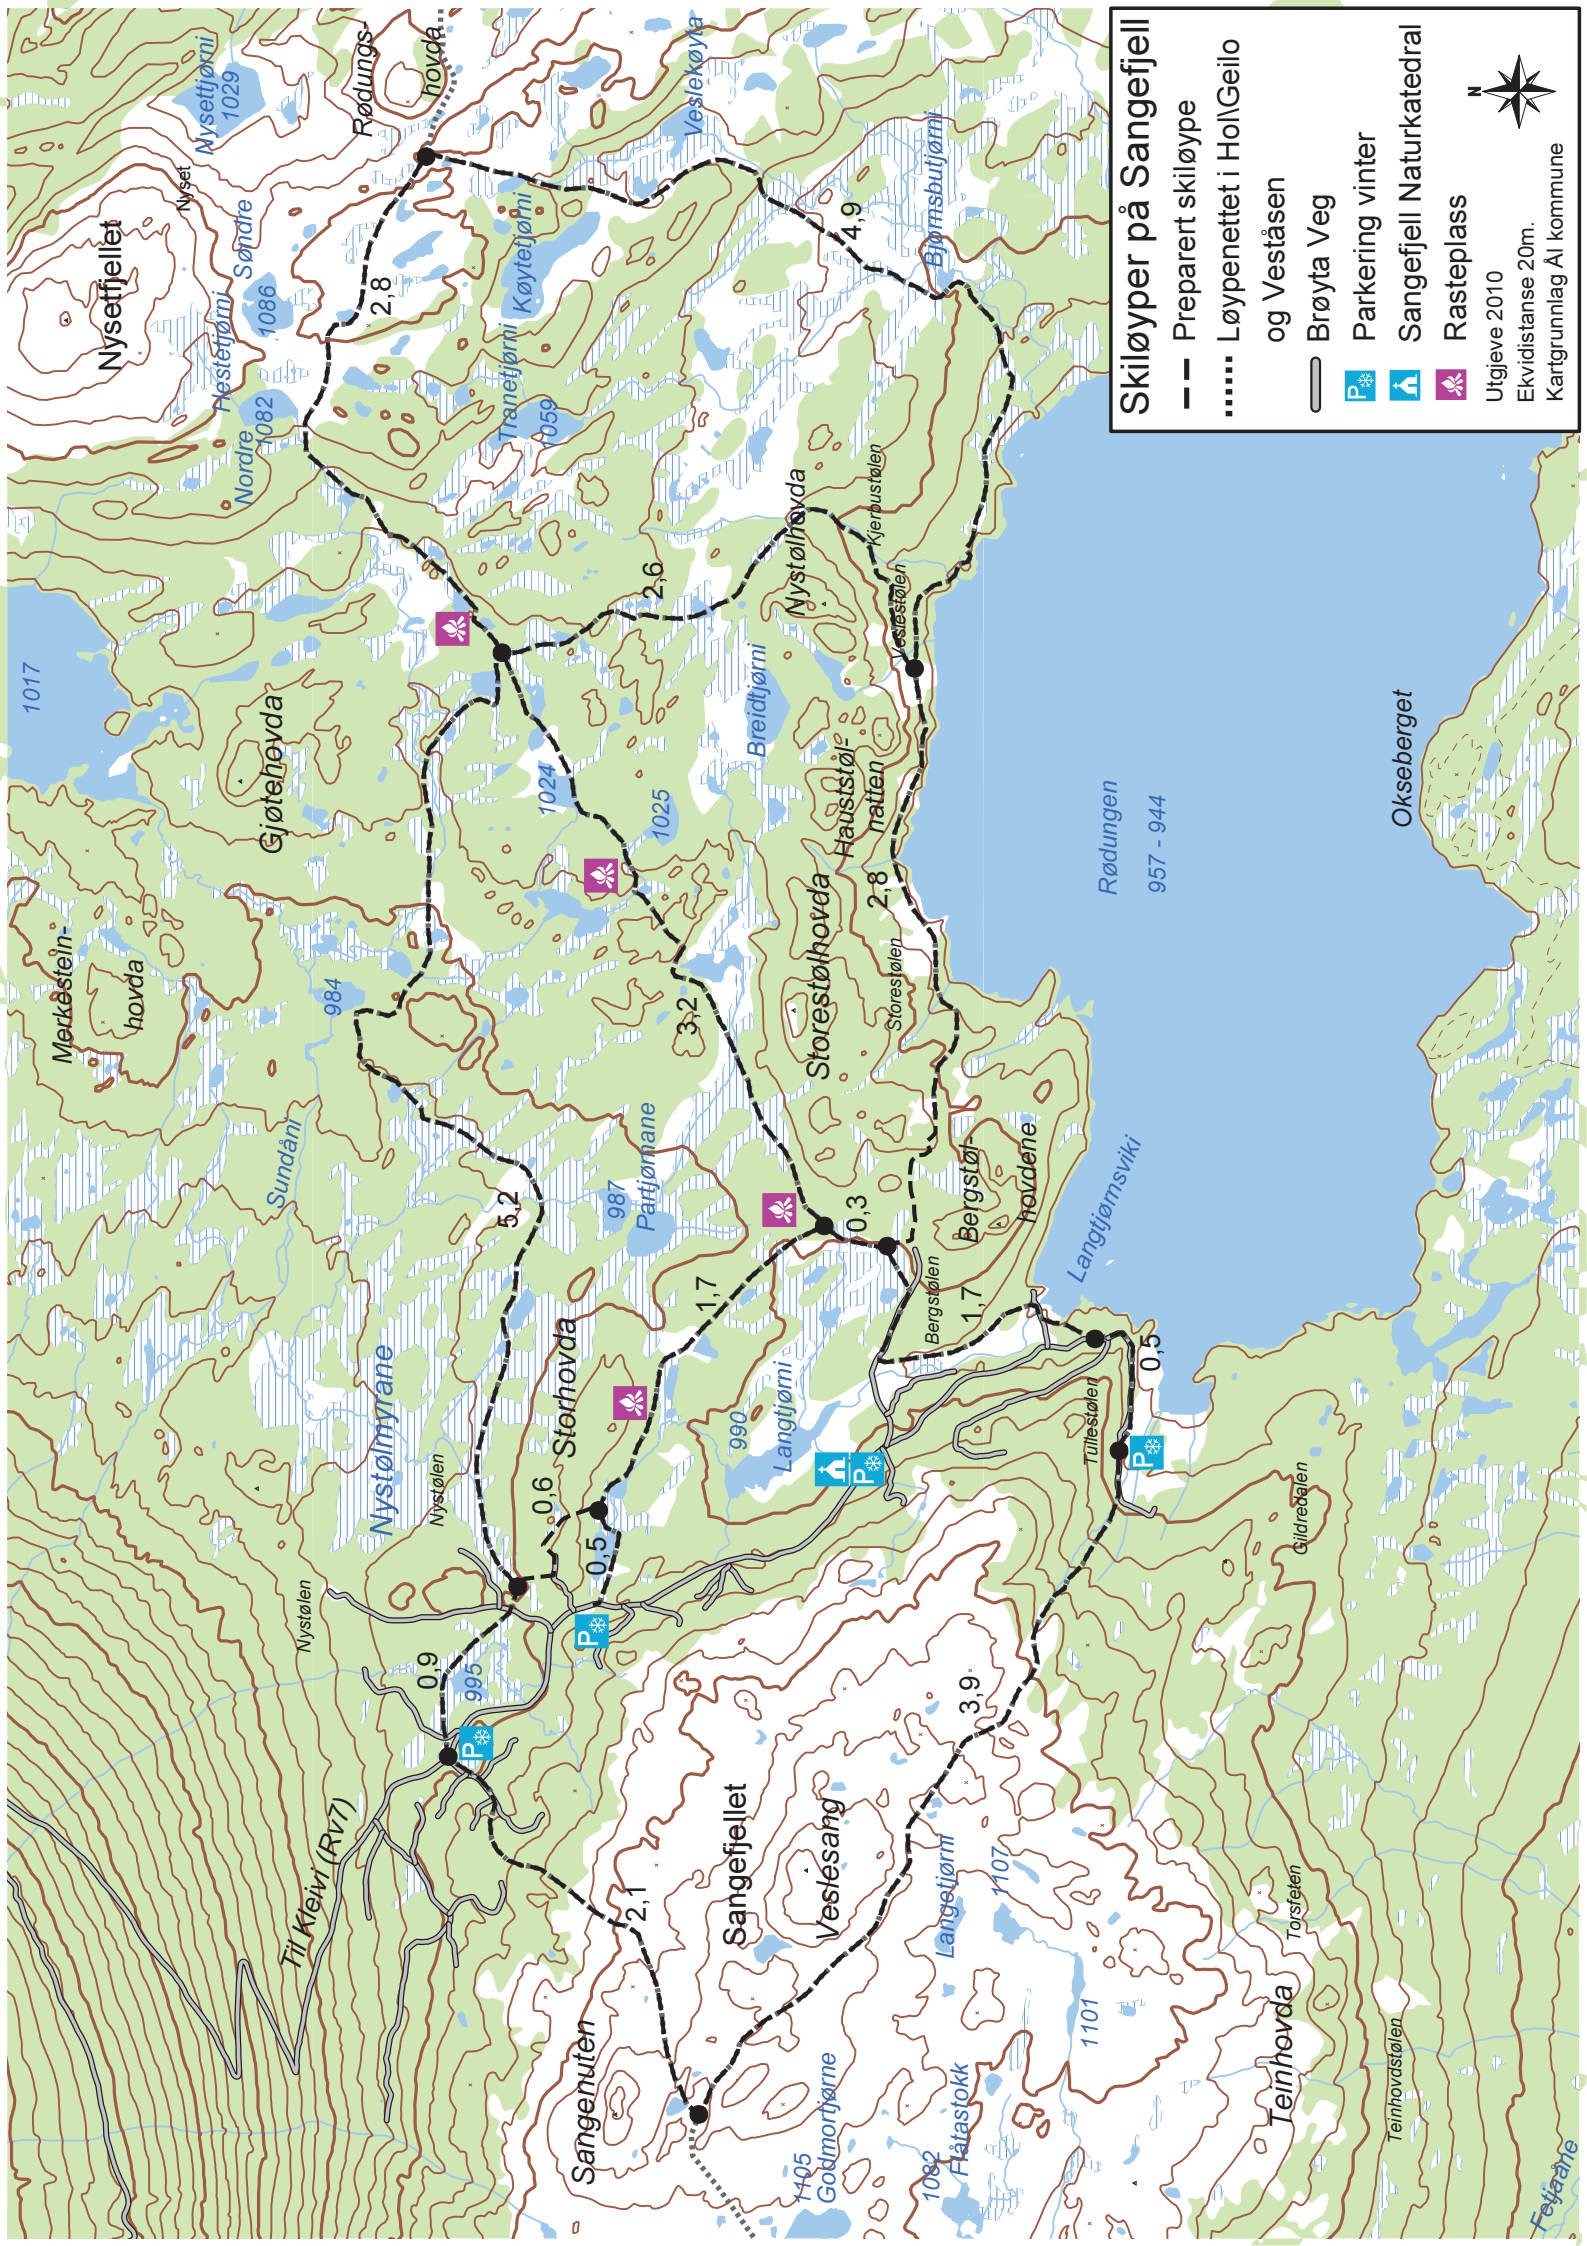 Skiløyper på Sangefjell
Preparert skiløype
Løypenettet i Hol\Geilo
og Veståsen
Brøyta Veg
P Parkering vinter
Sangefjell Naturkatedral
Rasteplass
Utgjeve 2010
Ekvidistanse 20m.
Kartgrunnlag Ål kommune
N
Til Kleivi (Rv7)
Nystølen
Nystølen
Nystølmyrane
Sundåni
Merkestein-
hovda
984
1017
Gjøtehovda
Nordre
1082
Hestetjørni
1086
Søndre
Nysetfjellet
Nyset
Nysettjørni
1029
Rødungs-
hovda
0,9
995
P
5,2
2,8
0,6
Storhovda
0,5
P
987
Partjørnane
1024
1025
Tranetjørni
1059
Køytetjørni
Veslekøyta
2,6
4,9
Bjørnsbutjørni
Sangenuten
2,1
Sangefjellet
Veslesang
1,7
3,2
990
Langtjørni
Breidtjørni
Nystølhovda
Kjerbustølen
Veslestølen
Hauststøl-
natten
Storestølhovda
Storestølen
2,8
0,3
P
Bergstølen
Bergstøl-
hovdene
1,7
3,9
1105
Godmortjørne
1082
Flåtastokk
Langetjørni
1107
1101
Tullestølen
P
0,5
Langtjørnsviki
Rødungen
957 - 944
Gildredalen
Torsfeten
Teinhovda
Teinhovdstølen
Fetjaåne
Okseberget